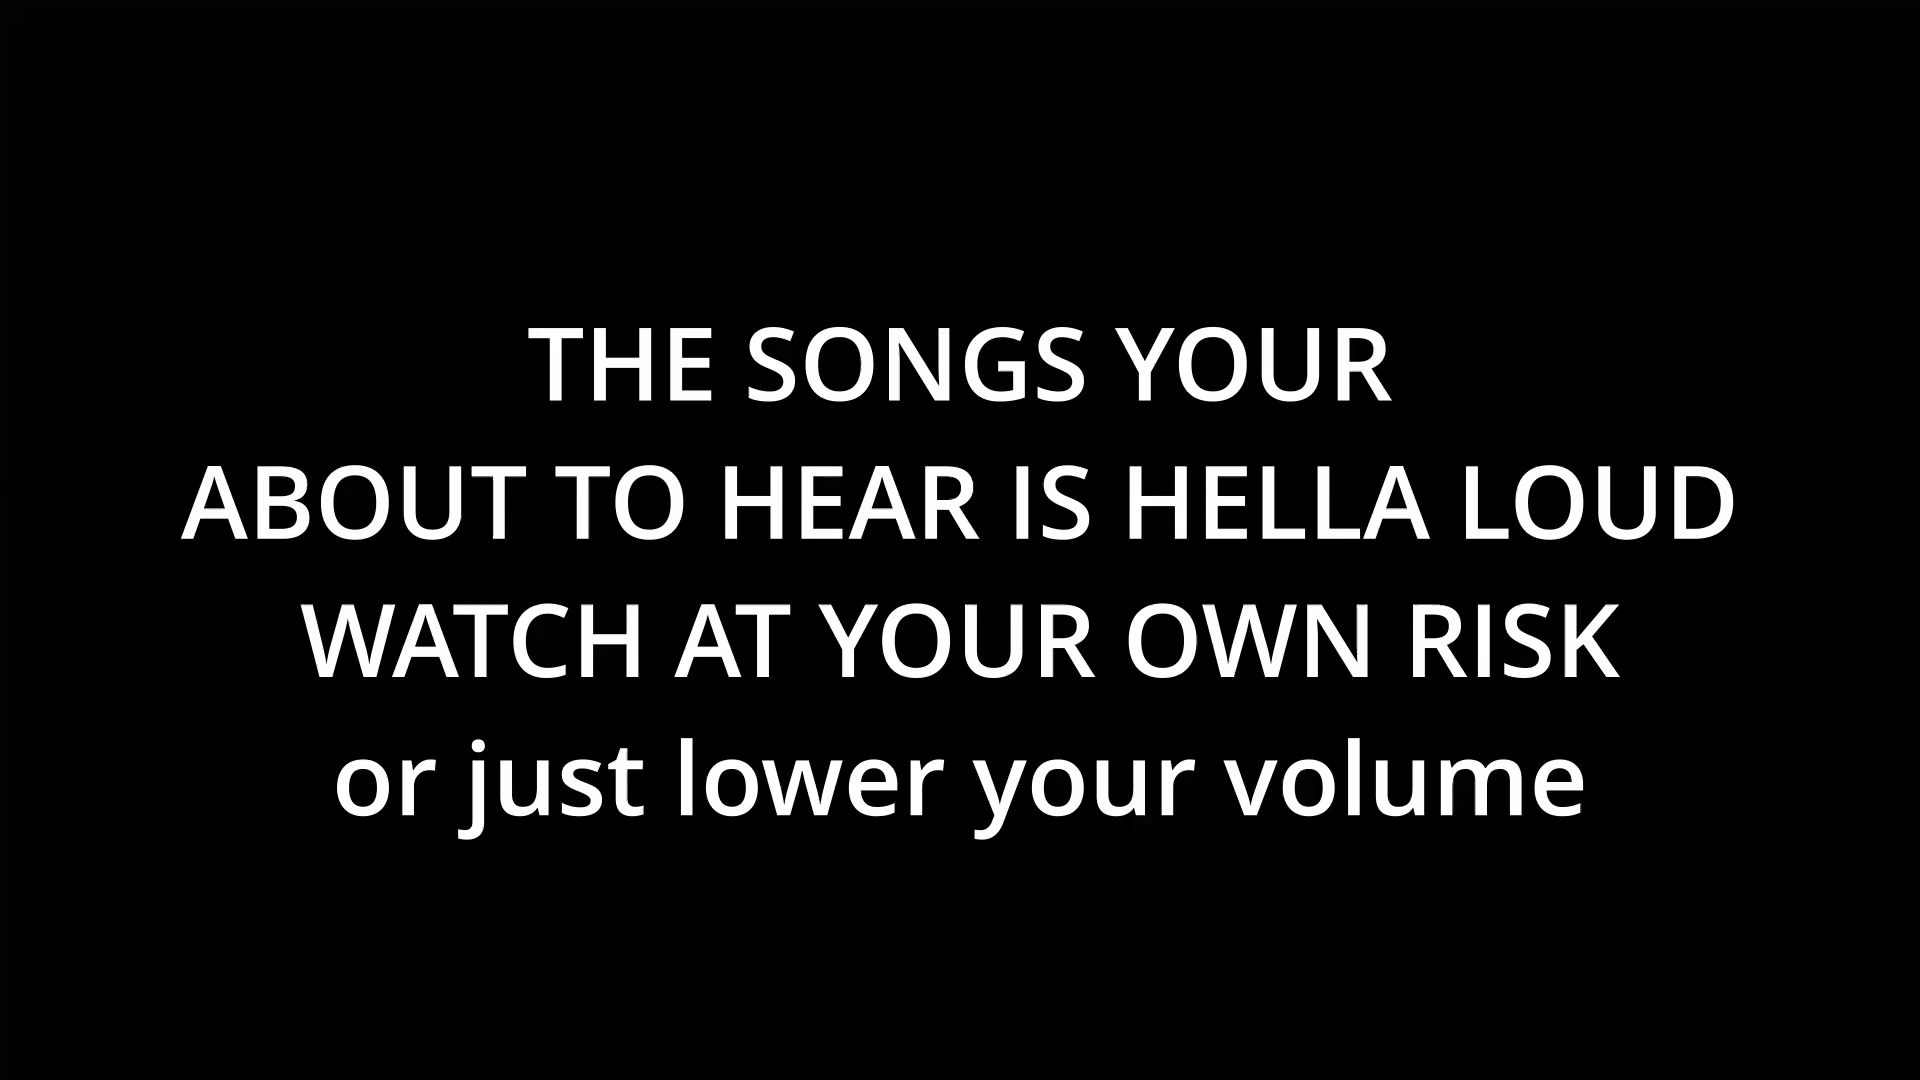 THE SONGS YOUR
ABOUT TO HEAR IS HELLA LOUD
WATCH AT YOUR OWN RISK
or just lower your volume